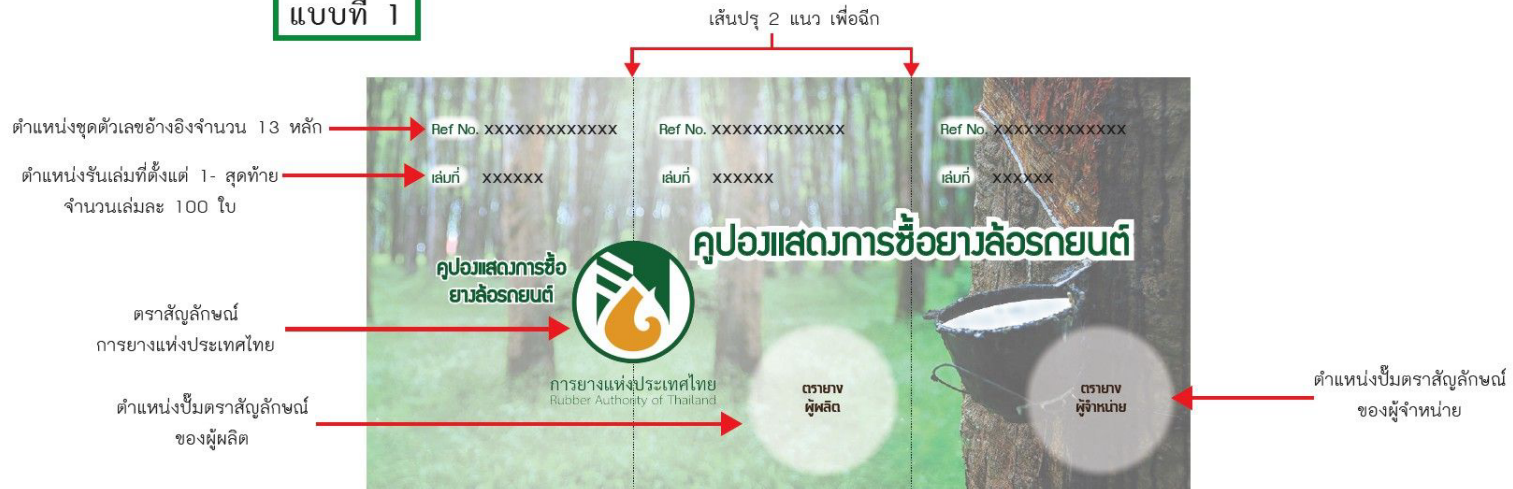 แบบที่ 1
เส้นปรุ 2 แนว เพื่อฉีก
ตำแหน่งชุดตัวเลขอ้างอิงจำนวน 13 หลัก
Ref No. xxxxxxxxxxxxx
Ref No. xxxxxxxxxxxxx
Ref No. xxxxxxxxxxxxx
ตำแหน่งรันเล่มที่ตั้งแต่ 1- สุดท้าย
จำนวนเล่มละ 100 ใบ
เล่มที่ xxxxxx
เล่มที่ xxxxxx
เล่มที่ xxxxxx
คูปองแสดงการซื้อยางล้อรถยนต์
คูปองแสดงการซื้อ
ยางล้อรถยนต์
ตราสัญลักษณ์
การยางแห่งประเทศไทย
การยางแห่งประเทศไทย
Rubber Authority of Thailand
ตำแหน่งปั๊มตราสัญลักษณ์
ของผู้ผลิต
ตรายาง
ผู้ผลิต
ตรายาง
ผู้จำหน่าย
ตำแหน่งปั๊มตราสัญลักษณ์
ของผู้จำหน่าย